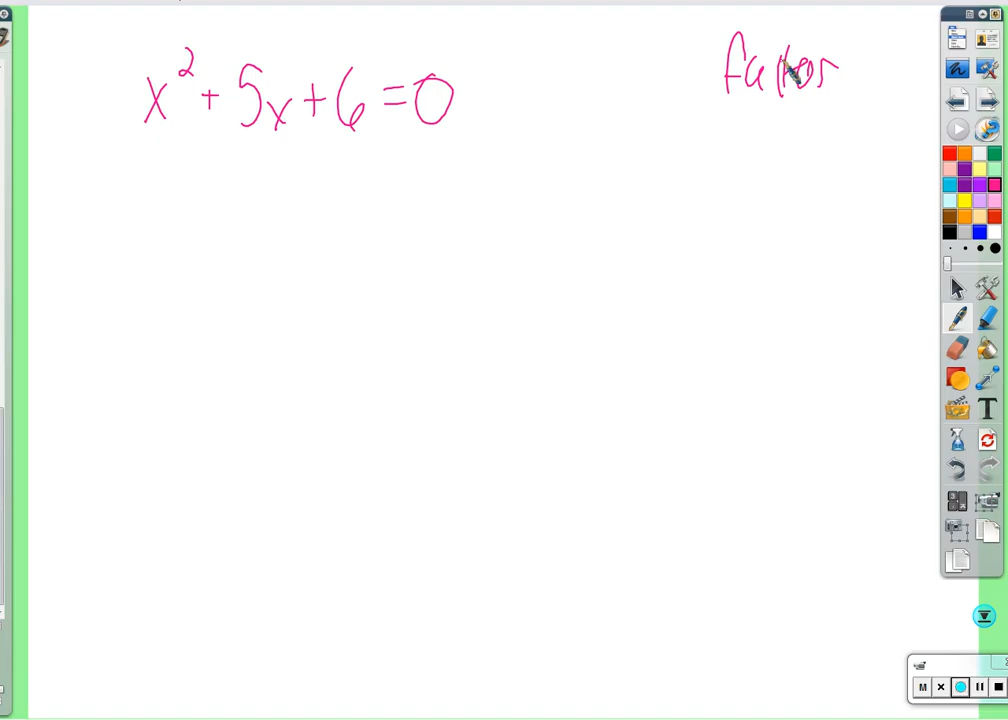 x² + 5x + 6 = 0
factor
T
M